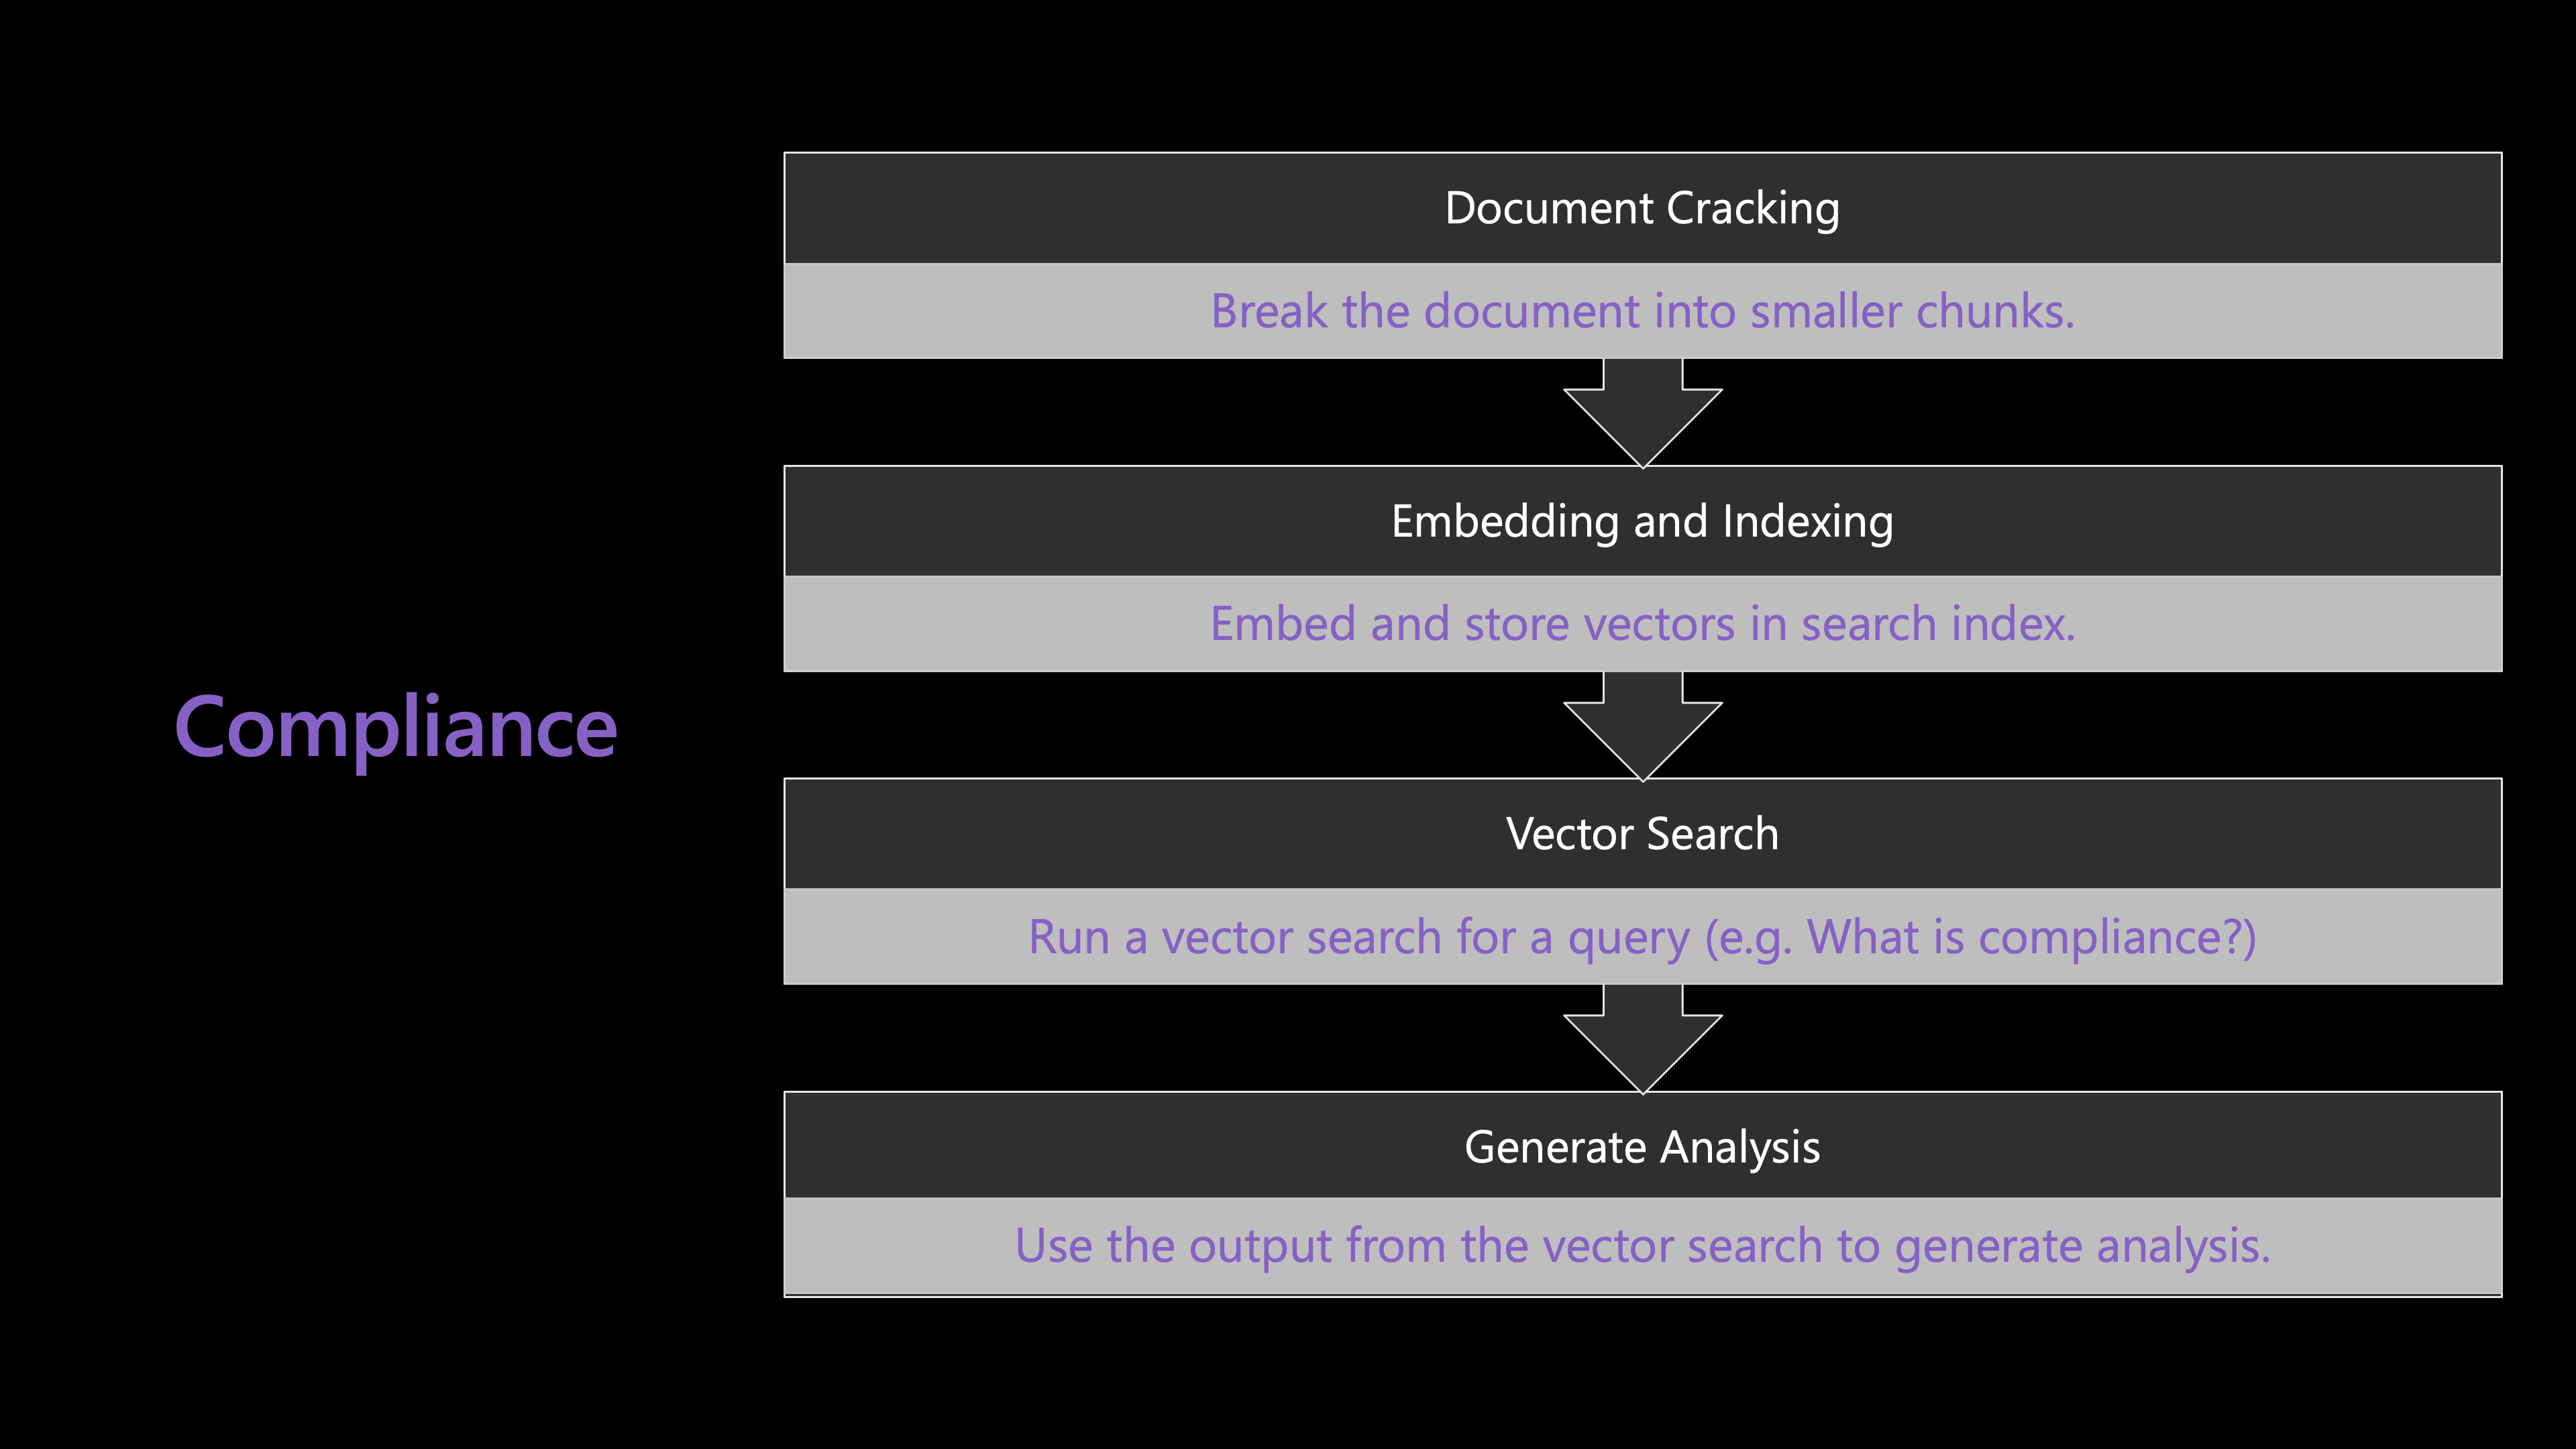 Compliance
Document Cracking
Break the document into smaller chunks.
Embedding and Indexing
Embed and store vectors in search index.
Vector Search
Run a vector search for a query (e.g. What is compliance?)
Generate Analysis
Use the output from the vector search to generate analysis.